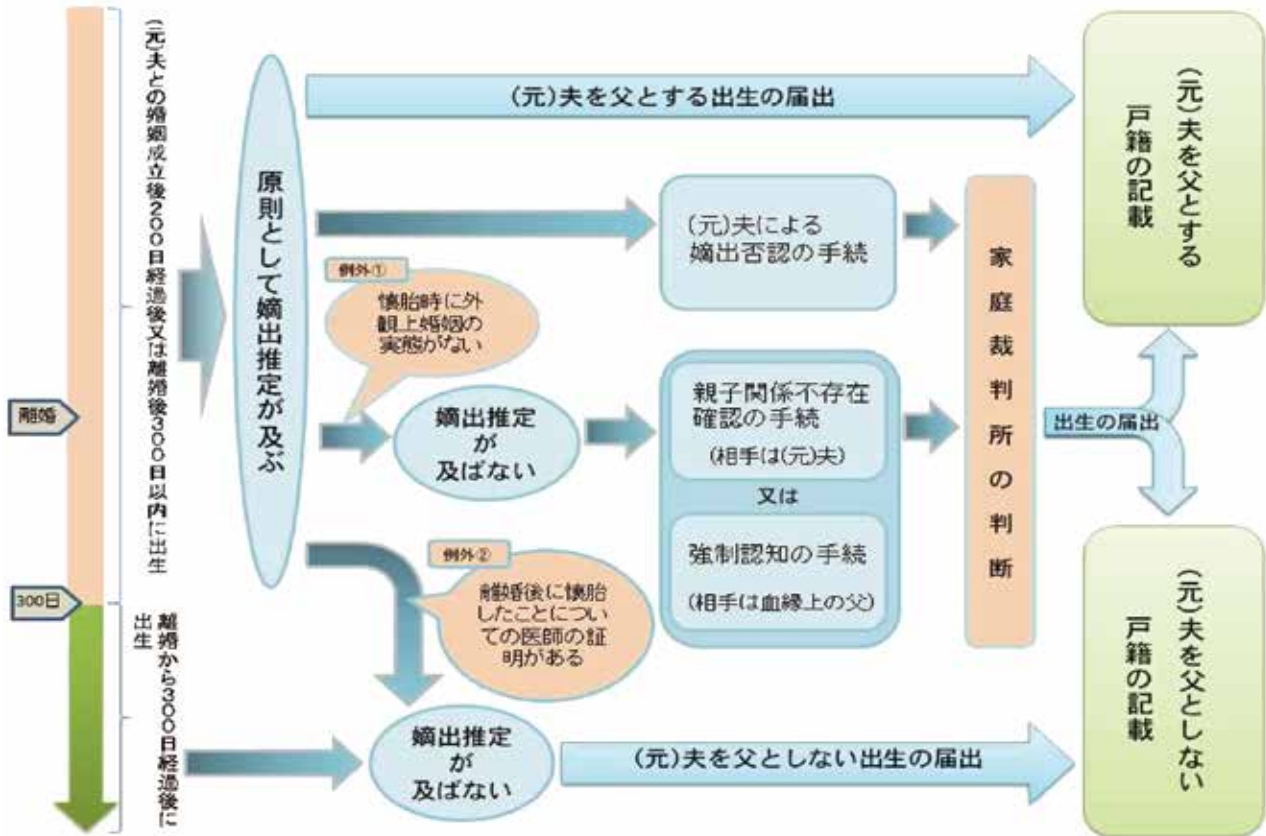 (元)夫との婚姻成立後200日経過後又は離婚後300日以内に出生
離婚
300日
離婚から300日経過後に
出生
原則として嫡出推定が及ぶ
(元)夫を父とする出生の届出
(元)夫による
嫡出否認の手続
例外①
懐胎時に外
観上婚姻の
実態がない
嫡出推定
が
及ばない
親子関係不存在
確認の手続
(相手は(元)夫)
又は
強制認知の手続
(相手は血縁上の父)
例外②
離婚後に懐胎
したことについ
ての医師の証
明がある
嫡出推定
が
及ばない
(元)夫を父としない出生の届出
家庭裁判所の判断
出生の届出
(元)夫を父とする
戸籍の記載
(元)夫を父としない
戸籍の記載